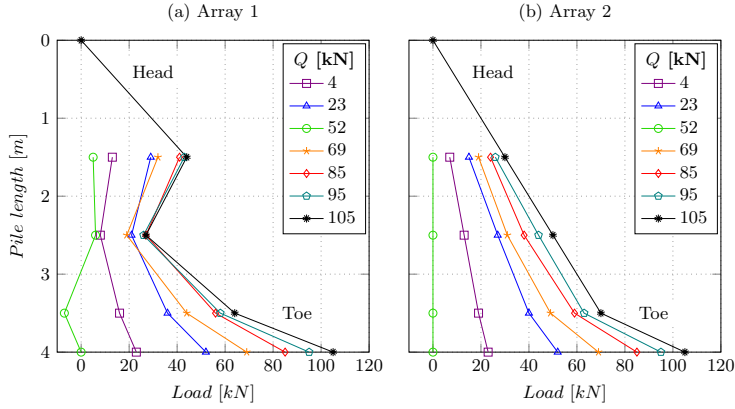 (a) Array 1
(b) Array 2
Pile length [m]
0
1
2
3
4
Head
Toe
Q [kN]
4
23
52
69
85
95
105
0 20 40 60 80 100 120
Load [kN]
Head
Toe
Q [kN]
4
23
52
69
85
95
105
0 20 40 60 80 100 120
Load [kN]